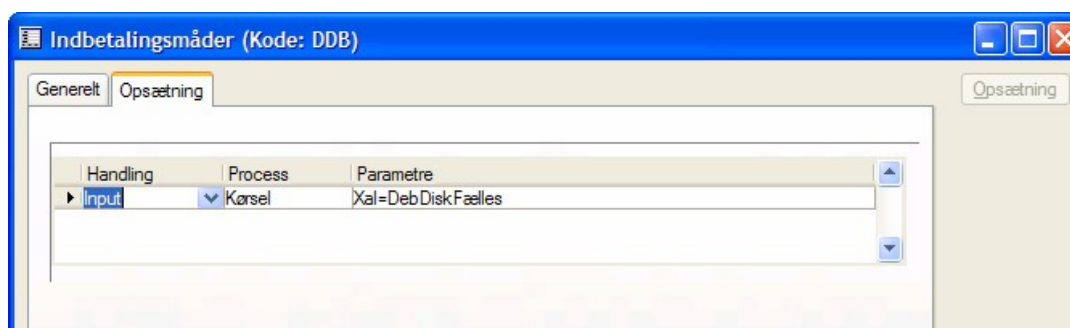 Indbetalingsmåder (Kode: DDB)
Generelt Opsætning Opsætning
Handling Process Parametre
Input Kørsel Xal=DebDiskFælles